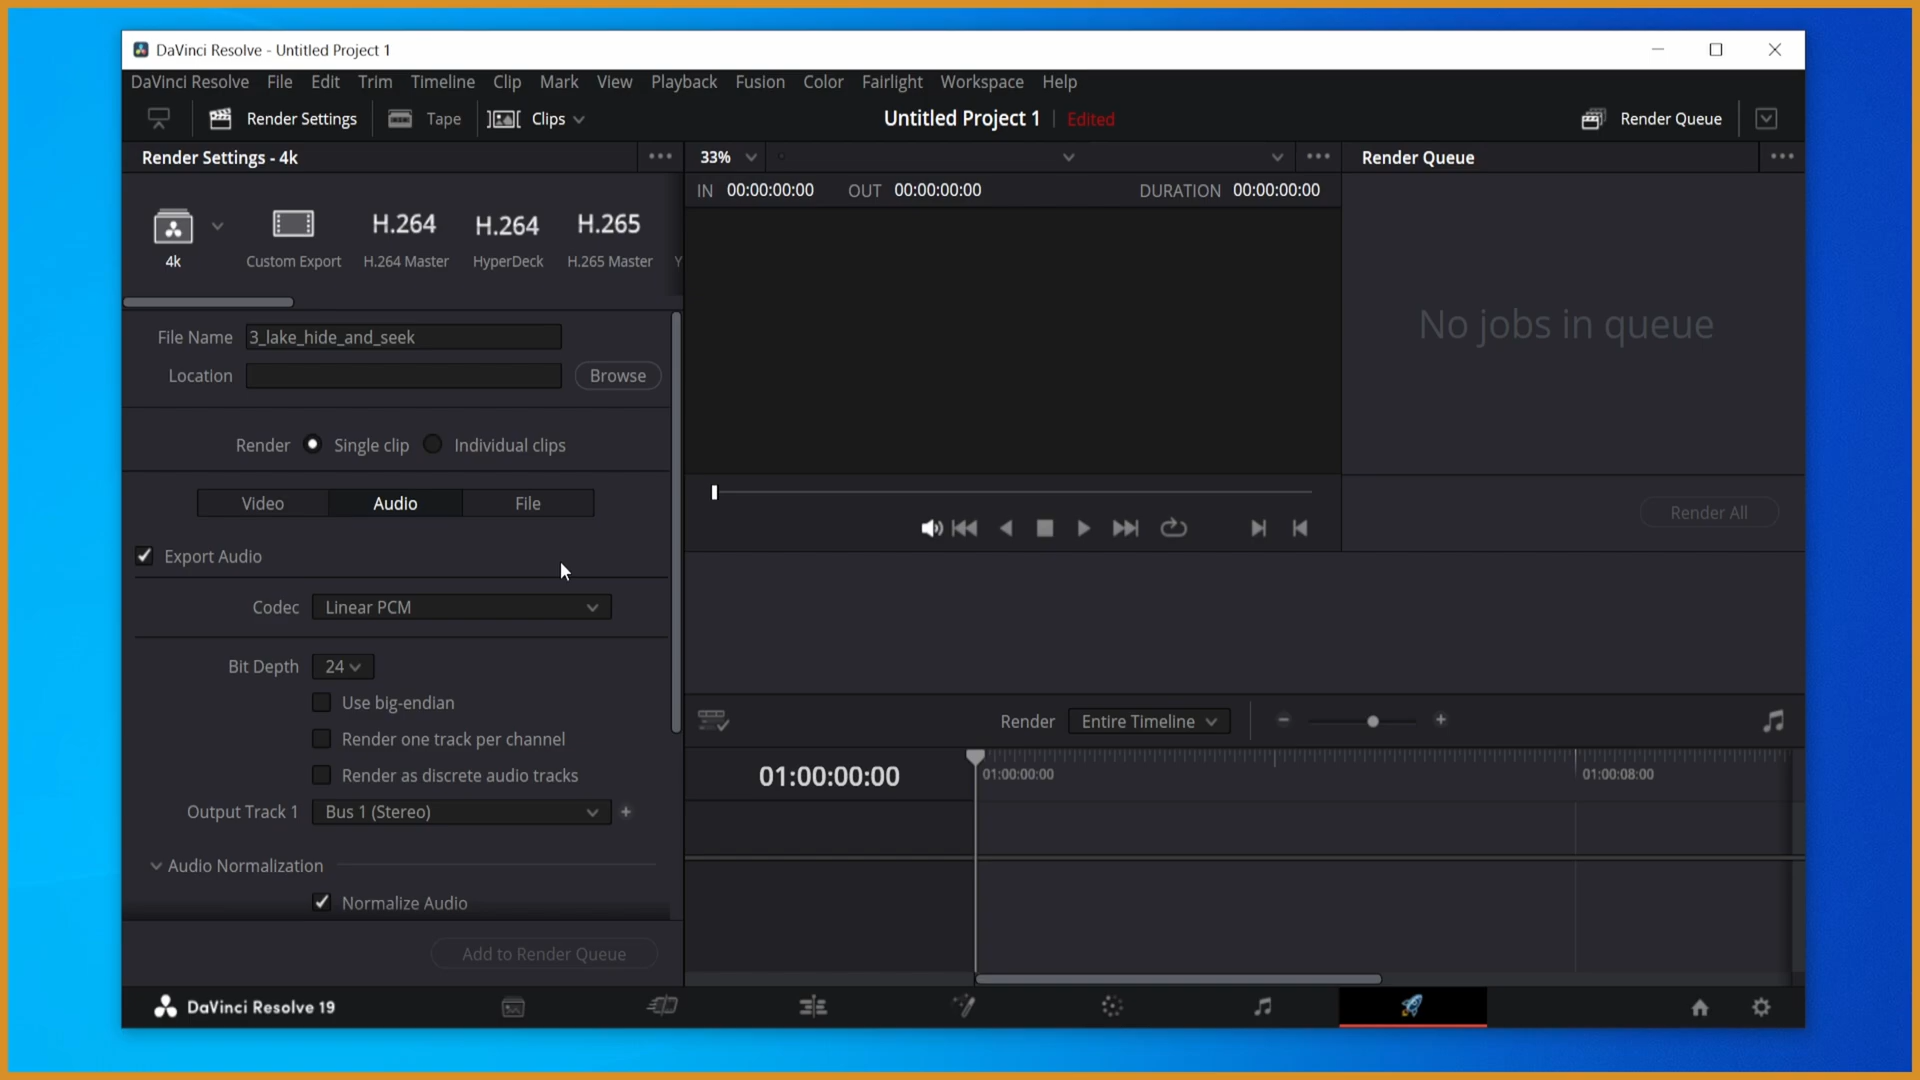 DaVinci Resolve - Untitled Project 1
DaVinci Resolve File Edit Trim Timeline Clip Mark View Playback Fusion Color Fairlight Workspace Help
Render Settings Tape Clips Untitled Project 1 Edited Render Queue
Render Settings - 4k 33% Render Queue
IN 00:00:00:00 OUT 00:00:00:00 DURATION 00:00:00:00
H.264 H.264 H.265
4k Custom Export H.264 Master HyperDeck H.265 Master Y
No jobs in queue
File Name 3_lake_hide_and_seek
Location Browse
Render Single clip Individual clips
Video Audio File
Render All
Export Audio
Codec Linear PCM
Bit Depth 24
Use big-endian
Render Entire Timeline
Render one track per channel
01:00:00:00 01:00:00:00 01:00:08:00
Render as discrete audio tracks
Output Track 1 Bus 1 (Stereo)
Audio Normalization
Normalize Audio
Add to Render Queue
DaVinci Resolve 19